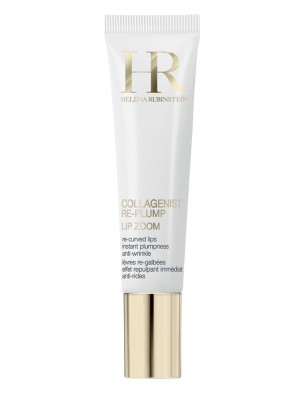 HR
HELENA RUBINSTEIN
COLLAGENIST
RE-PLUMP
LIP ZOOM
re-curved lips
instant plumpness
anti-wrinkle
lèvres re-galbées
effet repulpant immédiat
anti-rides